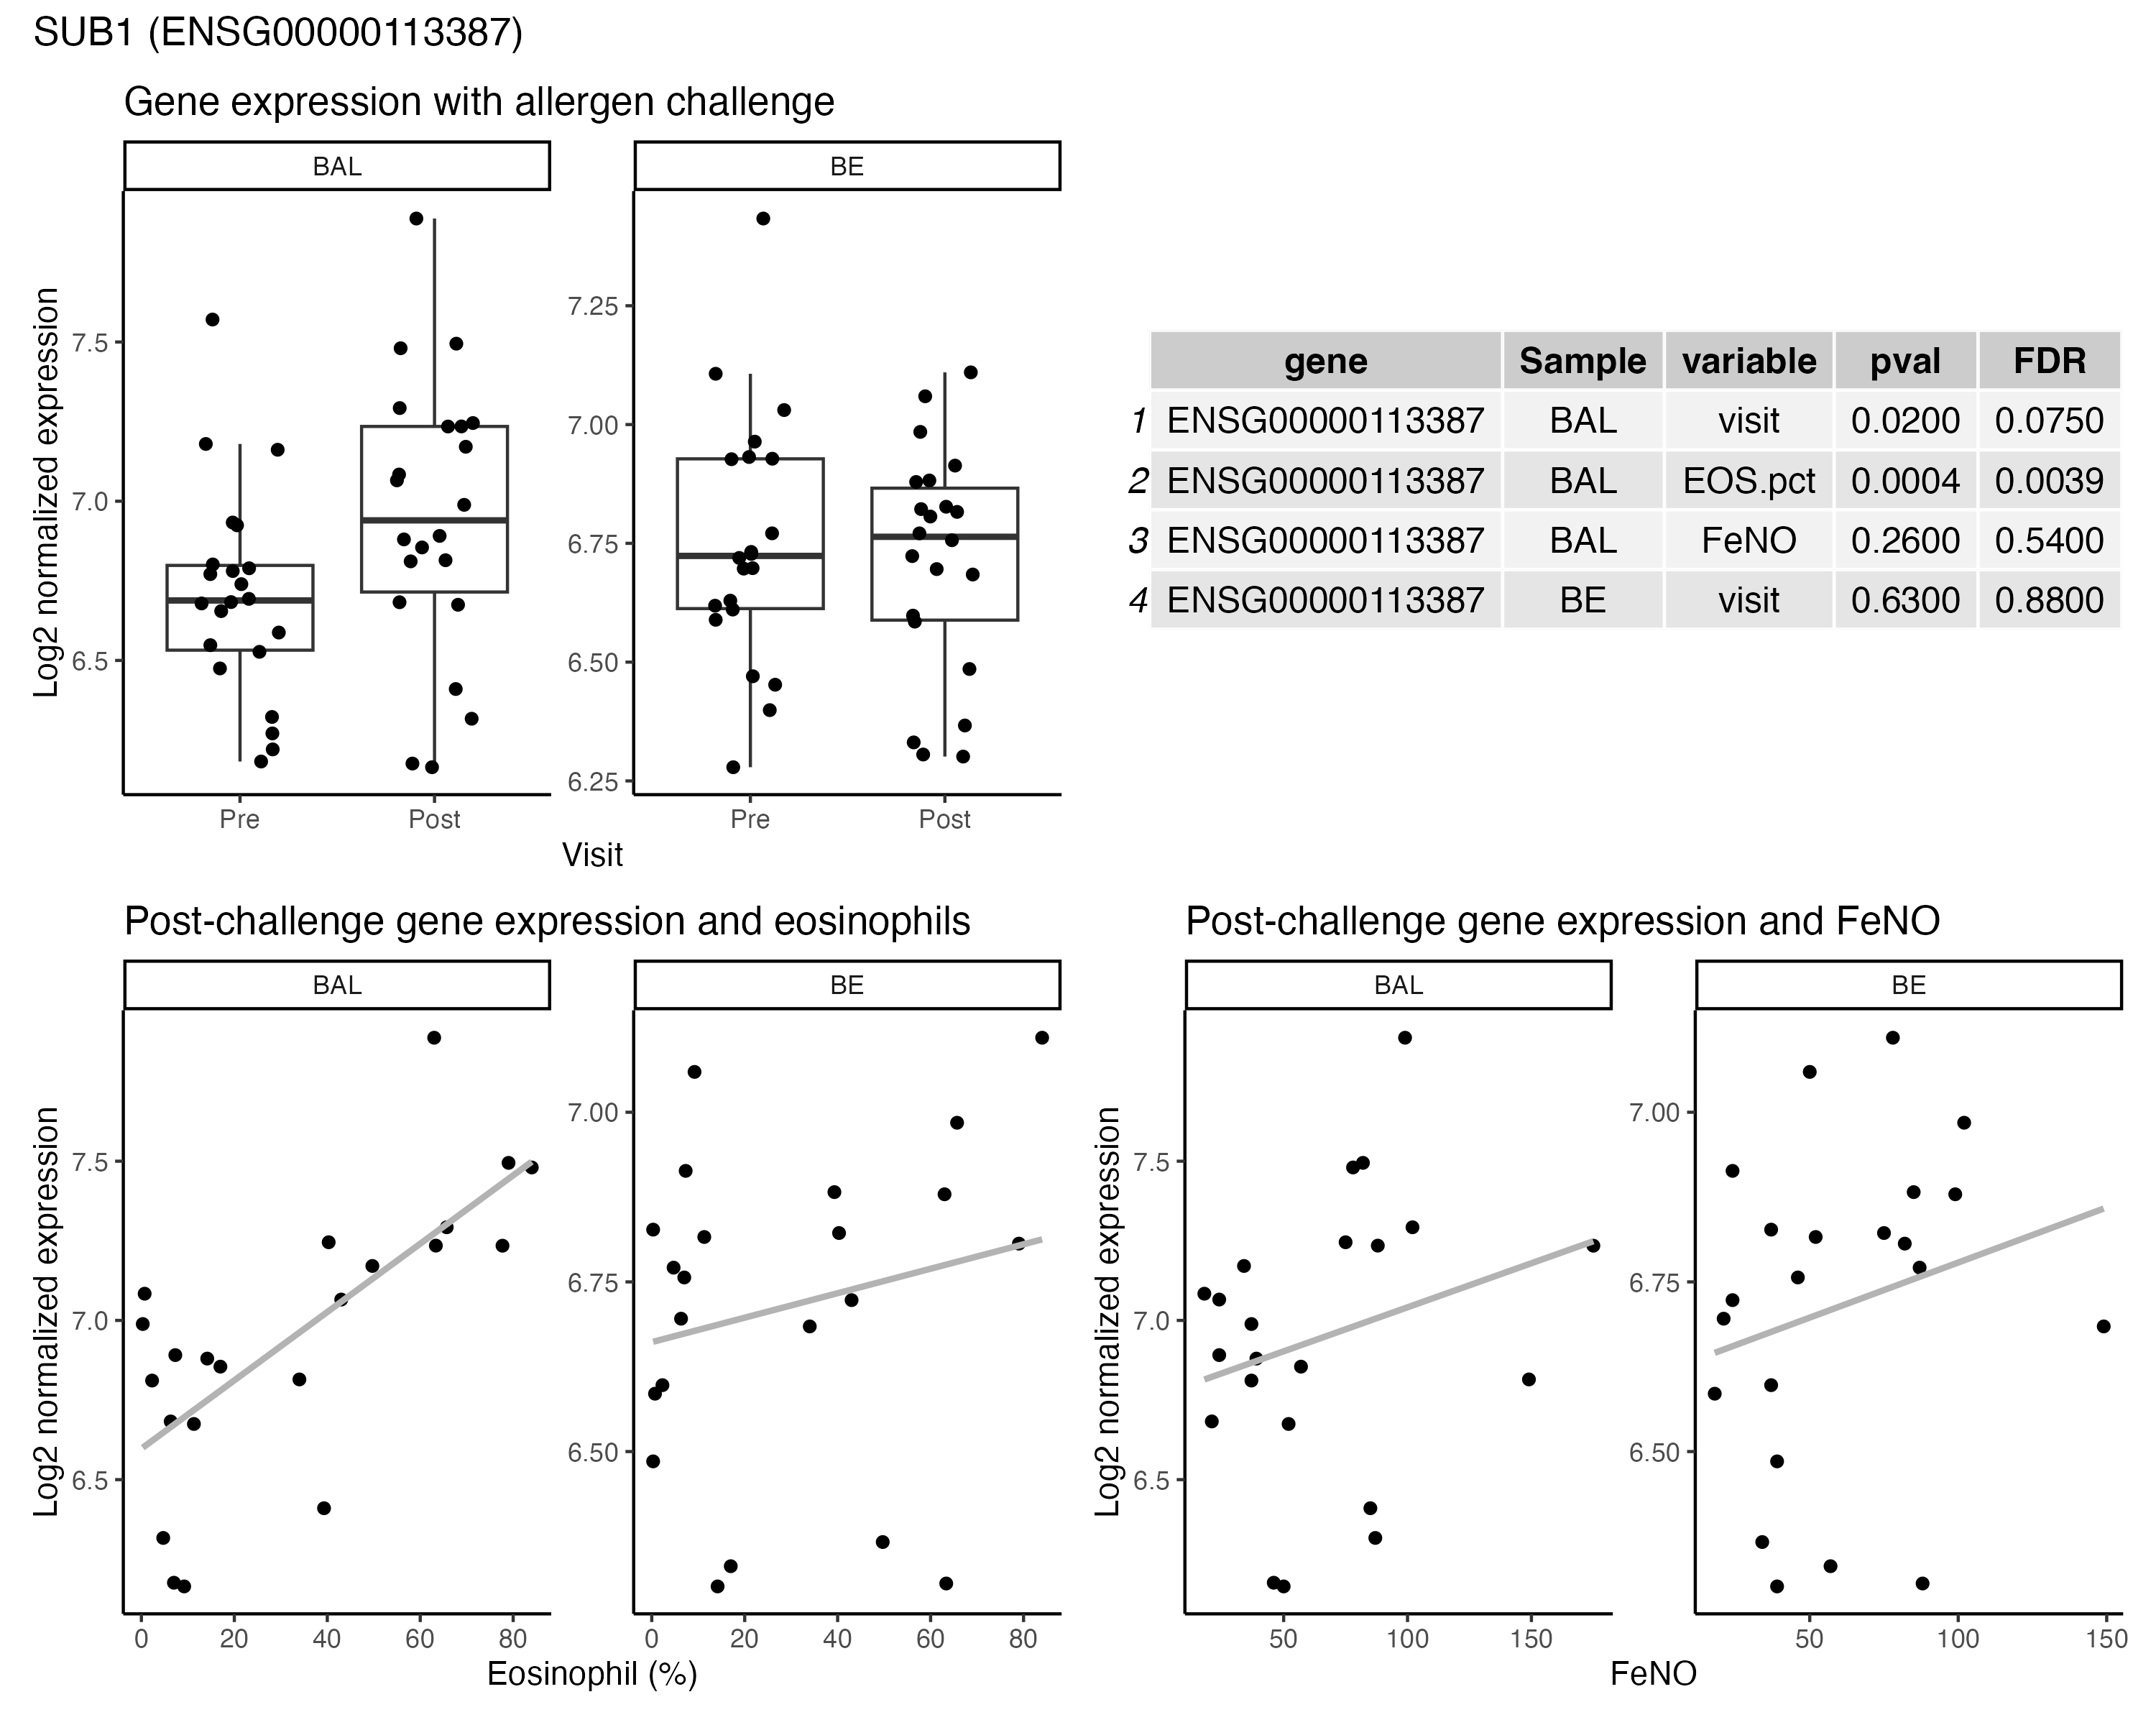 SUB1 (ENSG00000113387)
Gene expression with allergen challenge
BAL
BE
Log2 normalized expression
7.5
7.0
6.5
7.25
7.00
6.75
6.50
6.25
Pre
Post
Pre
Post
Visit
gene Sample variable pval FDR
1 ENSG00000113387 BAL visit 0.0200 0.0750
2 ENSG00000113387 BAL EOS.pct 0.0004 0.0039
3 ENSG00000113387 BAL FeNO 0.2600 0.5400
4 ENSG00000113387 BE visit 0.6300 0.8800
Post-challenge gene expression and eosinophils
BAL
BE
Log2 normalized expression
7.5
7.0
6.5
7.00
6.75
6.50
0 20 40 60 80
0 20 40 60 80
Eosinophil (%)
Post-challenge gene expression and FeNO
BAL
BE
Log2 normalized expression
7.5
7.0
6.5
7.00
6.75
6.50
50 100 150
50 100 150
FeNO